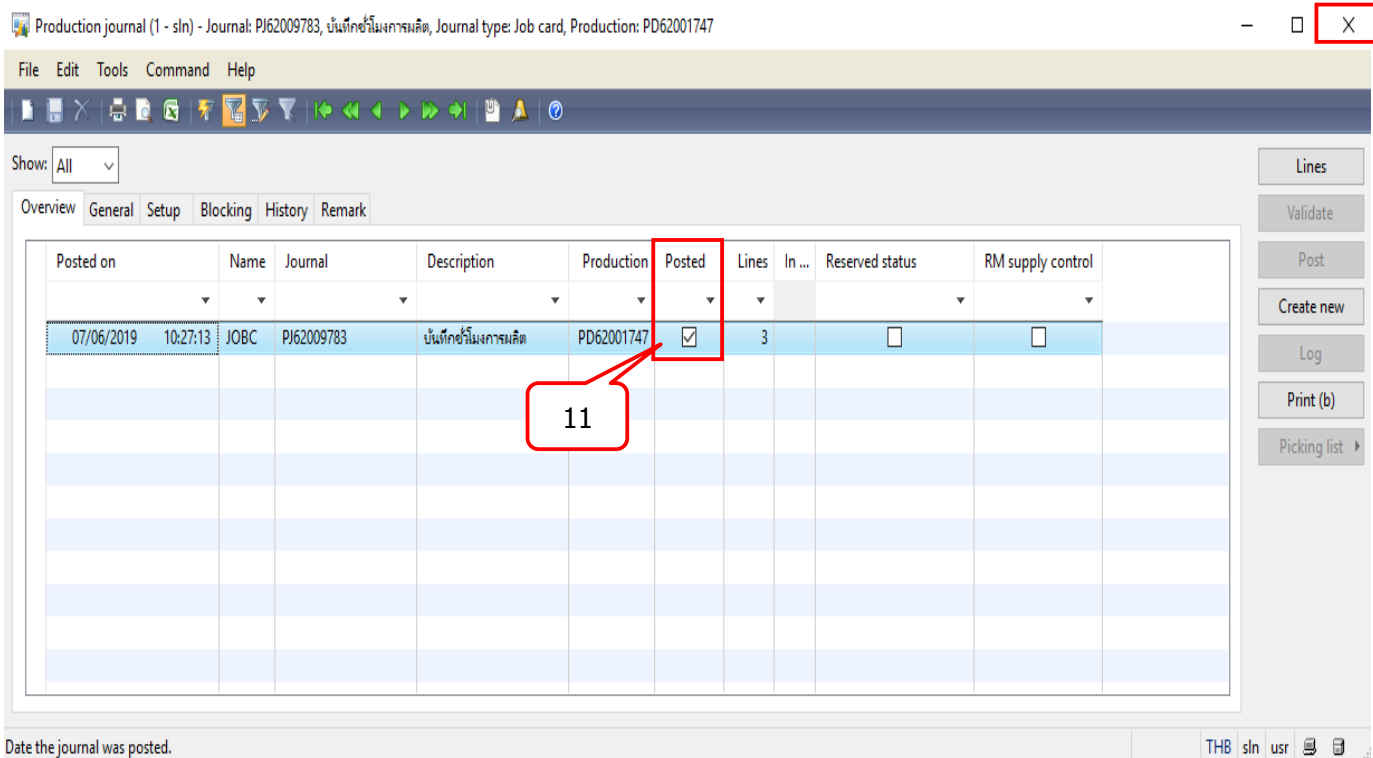 Production journal (1 - sln) - Journal: PJ62009783, บันทึกชั่วโมงการผลิต, Journal type: Job card, Production: PD62001747
File Edit Tools Command Help
Show: All
Lines
Overview General Setup Blocking History Remark
Validate
Posted on Name Journal Description Production Posted Lines In ... Reserved status RM supply control
Post
Create new
07/06/2019 10:27:13 JOBC PJ62009783 บันทึกชั่วโมงการผลิต PD62001747 3
Log
Print (b)
11
Picking list
Date the journal was posted.
THB sln usr